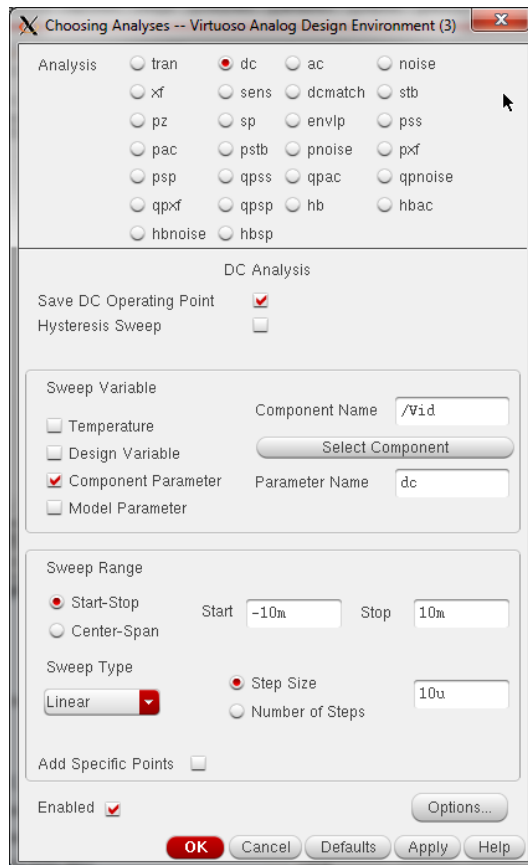 Choosing Analyses -- Virtuoso Analog Design Environment (3)
Analysis tran dc ac noise
xf sens dcmatch stb
pz sp envlp pss
pac pstb pnoise pxf
psp qpss qpac qpnoise
qpxf qpsp hb hbac
hbnoise hbsp
DC Analysis
Save DC Operating Point
Hysteresis Sweep
Sweep Variable
Temperature
Design Variable
Component Parameter
Model Parameter
Component Name /Vid
Select Component
Parameter Name dc
Sweep Range
Start-Stop
Center-Span
Start -10m Stop 10m
Sweep Type
Linear
Step Size
Number of Steps
10u
Add Specific Points
Enabled
Options...
OK Cancel Defaults Apply Help